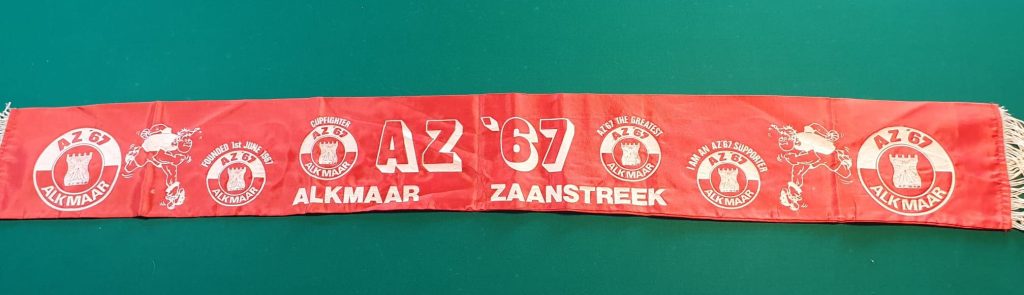 AZ'67
ALKMAAR
FOUNDED 1st JUNE 1967
AZ'67
ALKMAAR
CUPFIGHTER
AZ'67
ALKMAAR
AZ '67
ALKMAAR ZAANSTREEK
AZ'67 THE GREATEST
AZ'67
ALKMAAR
I AM AN AZ'67 SUPPORTER
AZ'67
ALKMAAR
AZ'67
ALKMAAR